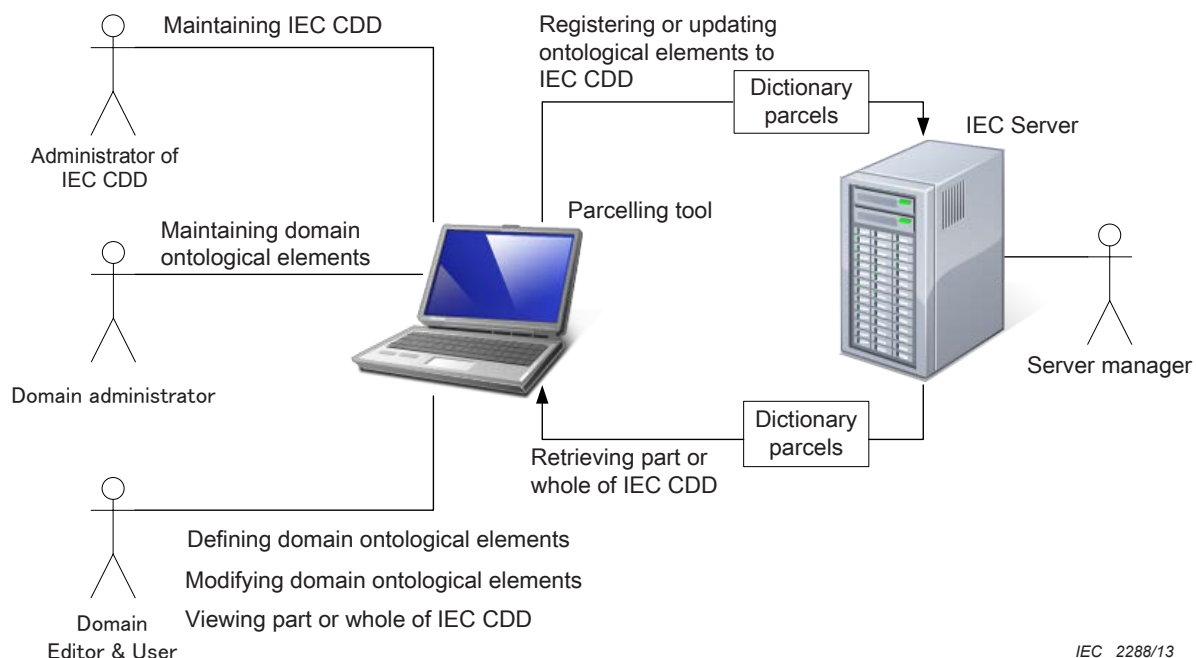 Maintaining IEC CDD
Registering or updating
ontological elements to
IEC CDD
Dictionary
parcels
IEC Server
Administrator of
IEC CDD
Parcelling tool
Maintaining domain
ontological elements
Server manager
Domain administrator
Dictionary
parcels
Retrieving part or
whole of IEC CDD
Defining domain ontological elements
Modifying domain ontological elements
Viewing part or whole of IEC CDD
Domain
Editor & User
IEC 2288/13